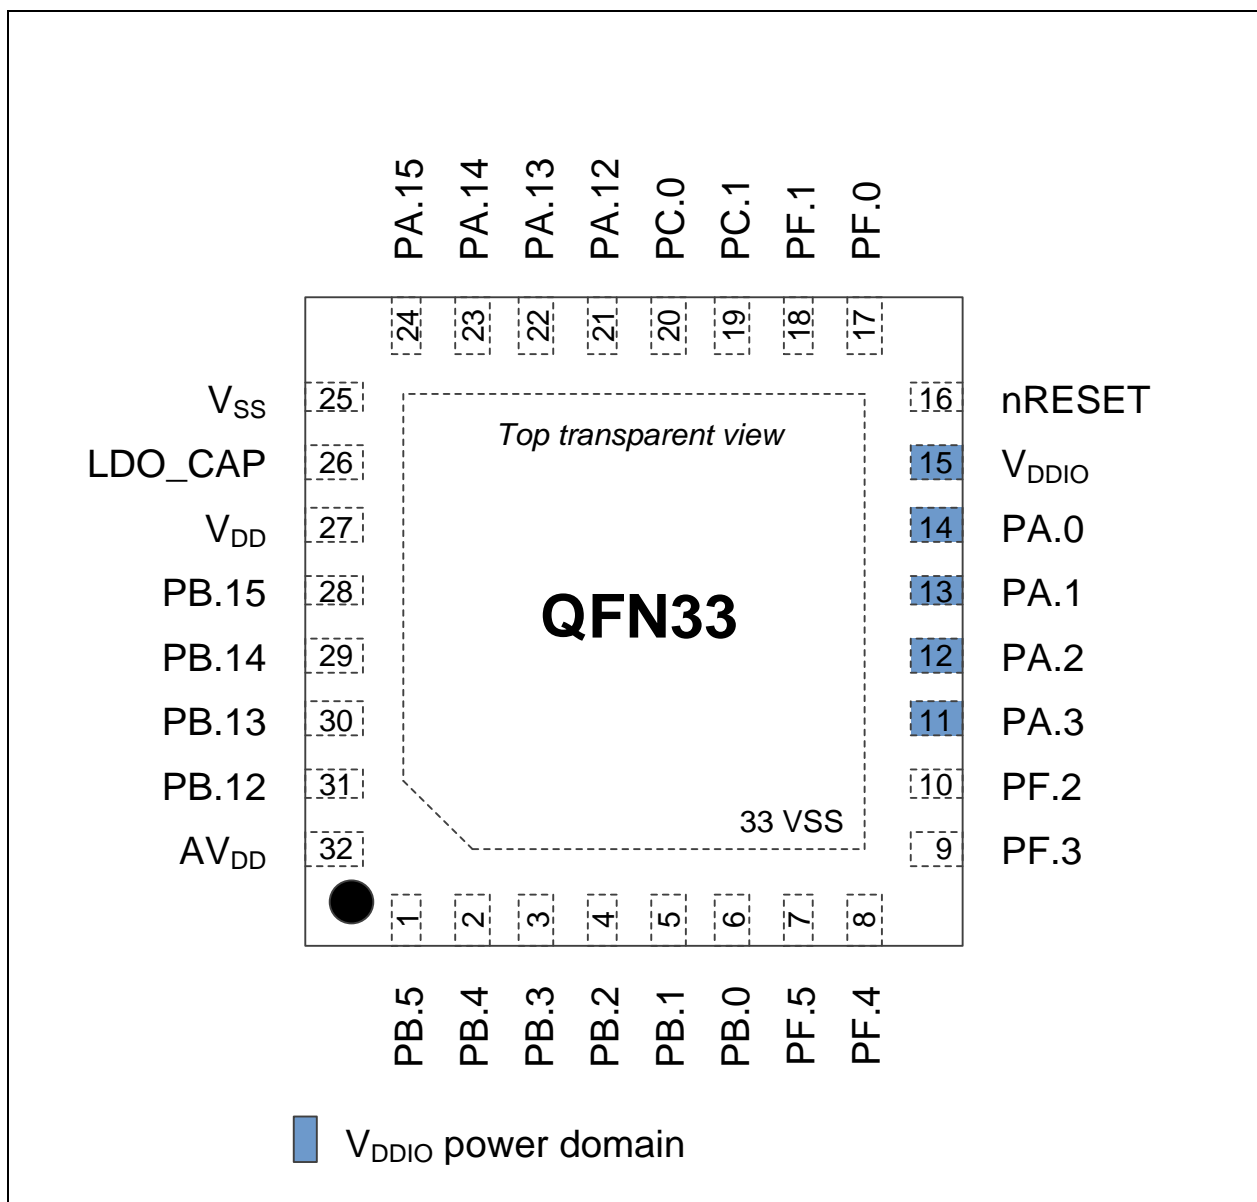 PA.15 PA.14 PA.13 PA.12 PC.0 PC.1 PF.1 PF.0
24 23 22 21 20 19 18 17
VSS 25 16 nRESET
Top transparent view
LDO_CAP 26 15 VDDIO
VDD 27 14 PA.0
PB.15 28 13 PA.1
QFN33
PB.14 29 12 PA.2
PB.13 30 11 PA.3
PB.12 31 10 PF.2
33 VSS
AVDD 32 9 PF.3
1 2 3 4 5 6 7 8
PB.5 PB.4 PB.3 PB.2 PB.1 PB.0 PF.5 PF.4
VDDIO power domain